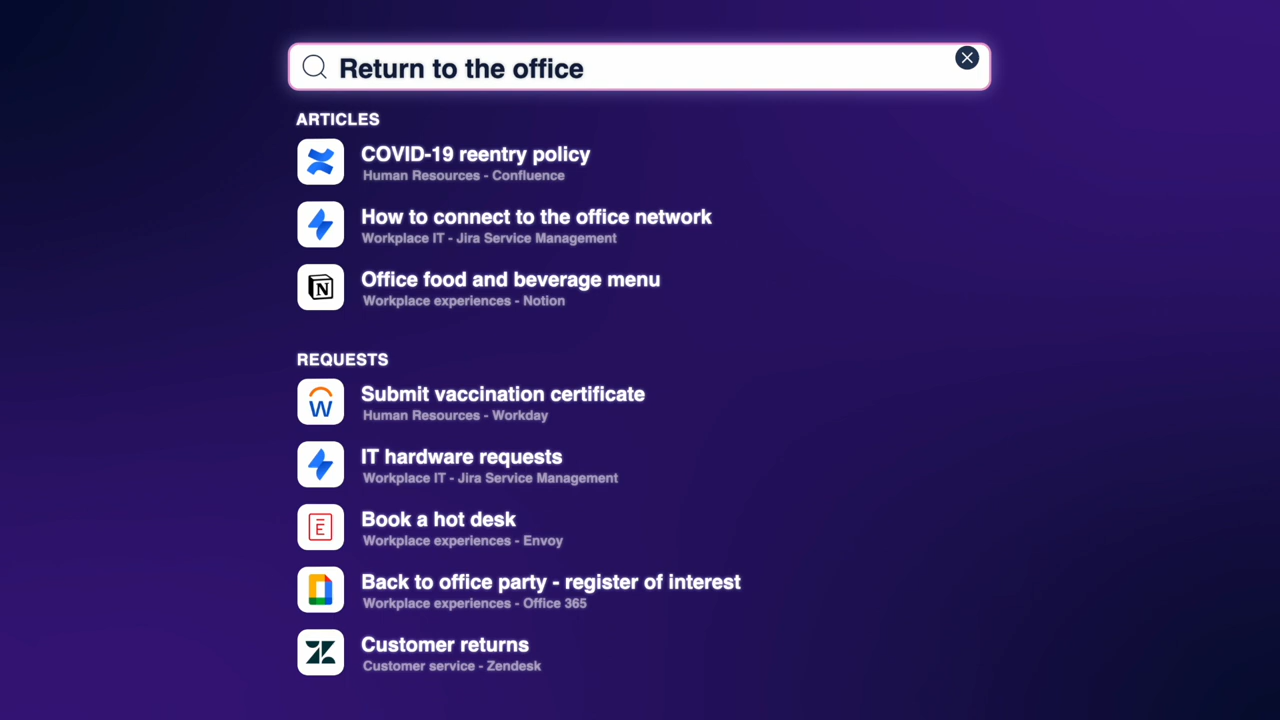 Return to the office
ARTICLES
COVID-19 reentry policy
Human Resources - Confluence
How to connect to the office network
Workplace IT - Jira Service Management
N
Office food and beverage menu
Workplace experiences - Notion
REQUESTS
W
Submit vaccination certificate
Human Resources - Workday
IT hardware requests
Workplace IT - Jira Service Management
E
Book a hot desk
Workplace experiences - Envoy
Back to office party - register of interest
Workplace experiences - Office 365
Customer returns
Customer service - Zendesk